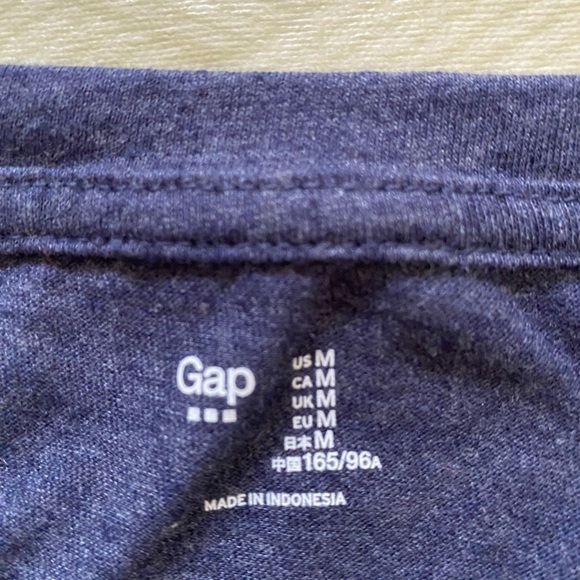 Gap
US M
CA M
UK M
EU M
日本 M
中国 165/96A
MADE IN INDONESIA